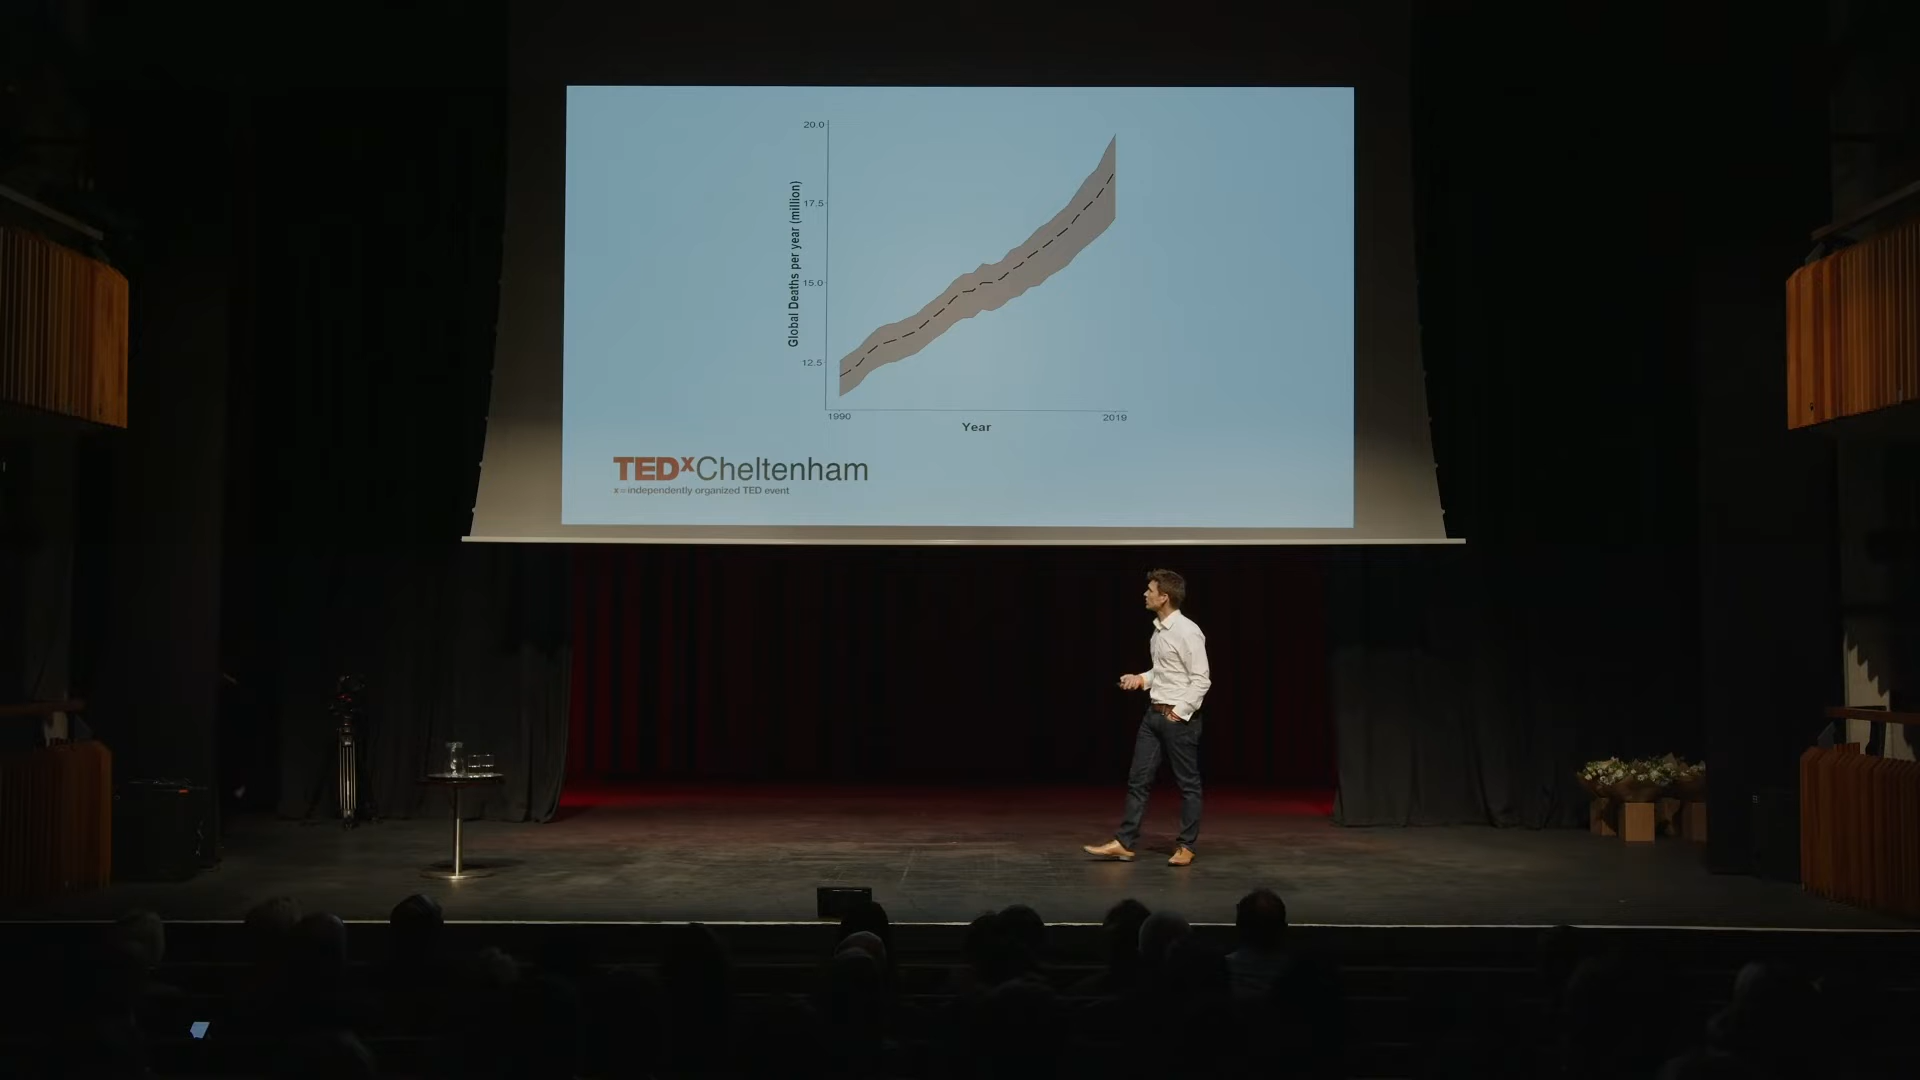 20.0
17.5
15.0
12.5
Global Deaths per year (million)
1990
2019
Year
TEDxCheltenham
x = independently organized TED event